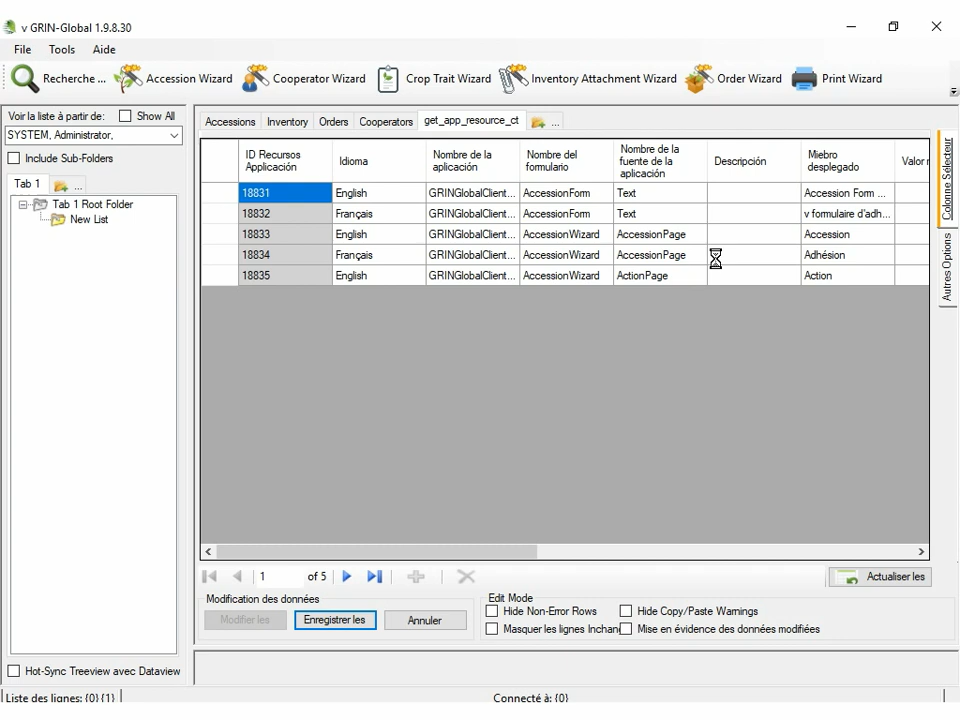 v GRIN-Global 1.9.8.30
File Tools Aide
Recherche ... Accession Wizard Cooperator Wizard Crop Trait Wizard Inventory Attachment Wizard Order Wizard Print Wizard
Voir la liste à partir de: Show All
SYSTEM, Administrator,
Include Sub-Folders
Tab 1 ...
Tab 1 Root Folder
New List
Hot-Sync Treeview avec Dataview
Accessions Inventory Orders Cooperators get_app_resource_ct ...
ID Recursos Aplicación Idioma Nombre de la aplicación Nombre del formulario Nombre de la fuente de la aplicación Descripción Miebro desplegado Valor
18831 English GRINGlobalClient... AccessionForm Text Accession Form ...
18832 Français GRINGlobalClient... AccessionForm Text v formulaire d'adh...
18833 English GRINGlobalClient... AccessionWizard AccessionPage Accession
18834 Français GRINGlobalClient... AccessionWizard AccessionPage Adhésion
18835 English GRINGlobalClient... AccessionWizard ActionPage Action
1 of 5 Actualiser les
Modification des données
Modifier les Enregistrer les Annuler
Edit Mode
Hide Non-Error Rows Hide Copy/Paste Warnings
Masquer les lignes Inchan Mise en évidence des données modifiées
Colonne Sélecteur
Autres Options
Liste des lignes: {0} {1} Connecté à: {0}